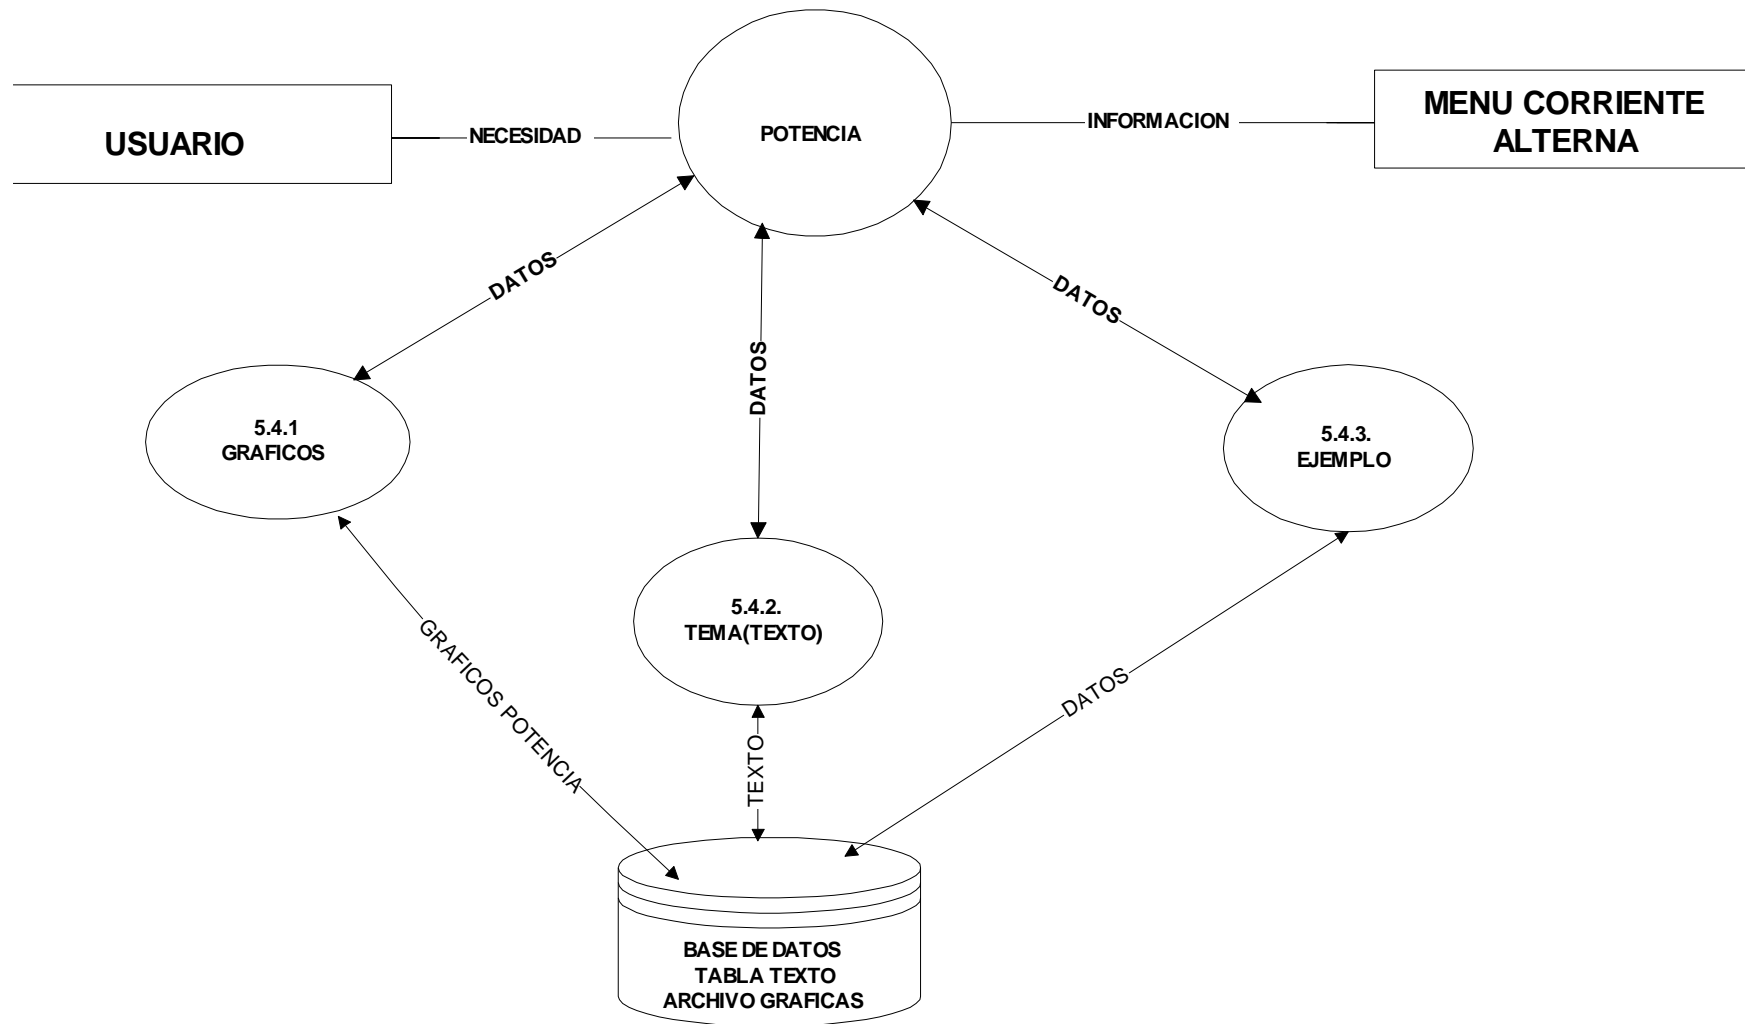 USUARIO
NECESIDAD
POTENCIA
INFORMACION
MENU CORRIENTE
ALTERNA
DATOS
DATOS
DATOS
5.4.1
GRAFICOS
5.4.2.
TEMA(TEXTO)
5.4.3.
EJEMPLO
GRAFICOS POTENCIA
TEXTO
DATOS
BASE DE DATOS
TABLA TEXTO
ARCHIVO GRAFICAS